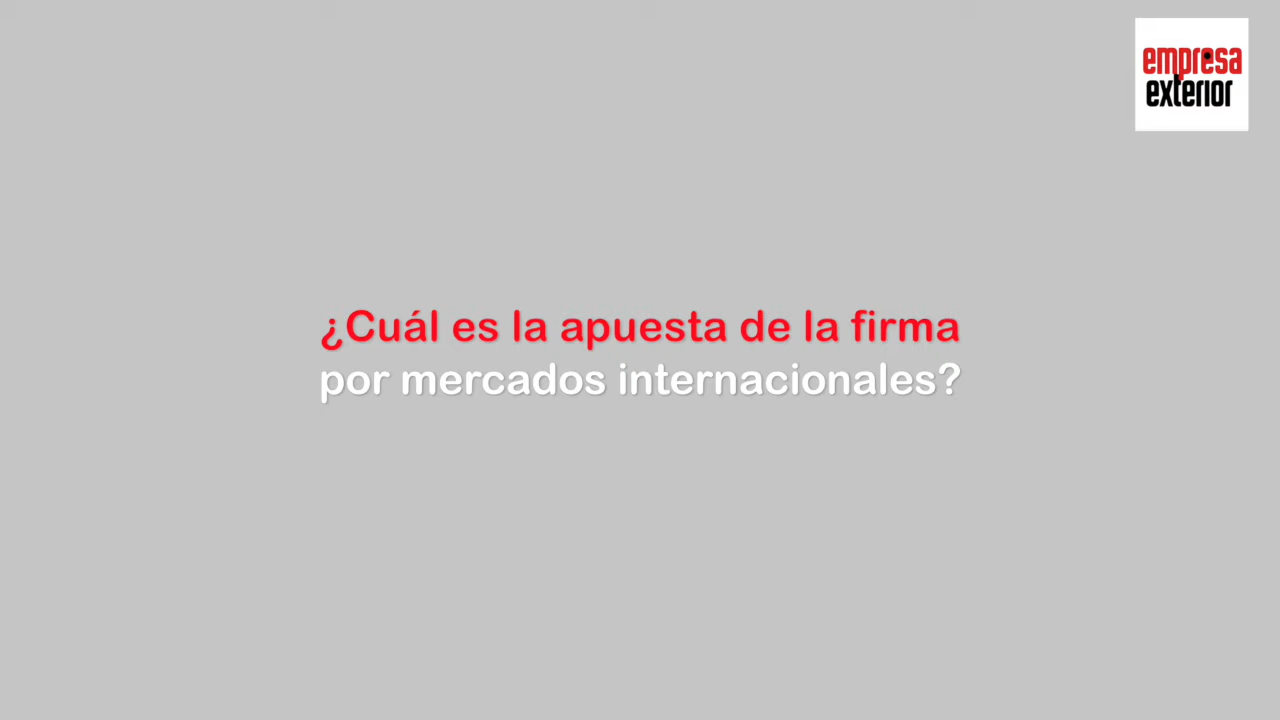 empresa
exterior
¿Cuál es la apuesta de la firma
por mercados internacionales?